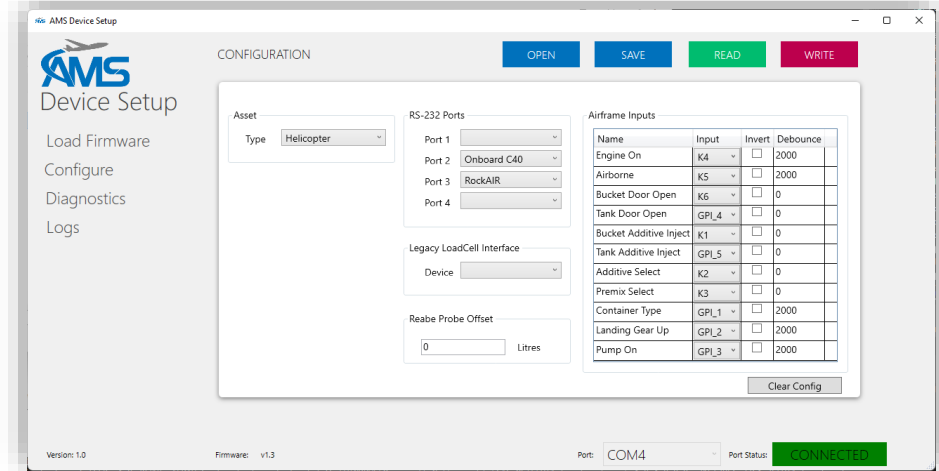 AMS Device Setup
AMS
Device Setup
Load Firmware
Configure
Diagnostics
Logs
CONFIGURATION
OPEN SAVE READ WRITE
Asset
Type Helicopter
RS-232 Ports
Port 1
Port 2 Onboard C40
Port 3 RockAIR
Port 4
Legacy LoadCell Interface
Device
Reabe Probe Offset
0 Litres
Airframe Inputs
Name Input Invert Debounce
Engine On K4 2000
Airborne K5 2000
Bucket Door Open K6 0
Tank Door Open GPI_4 0
Bucket Additive Inject K1 0
Tank Additive Inject GPI_5 0
Additive Select K2 0
Premix Select K3 0
Container Type GPI_1 2000
Landing Gear Up GPI_2 2000
Pump On GPI_3 2000
Clear Config
Version: 1.0 Firmware: v1.3 Port: COM4 Port Status: CONNECTED